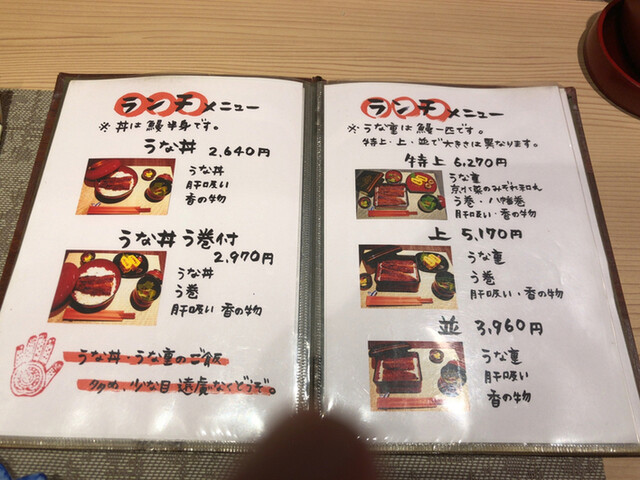 ランチメニュー
※ 丼は鰻半身です。
うな丼 2,640円
うな丼
肝吸い
香の物
うな丼 う巻付
2,970円
うな丼
う巻
肝吸い 香の物
うな丼・うな重のご飯
多め、少な目 遠慮なくどうぞ。
ランチメニュー
※うな重は鰻一匹です。
特上・上・並で大きさは異なります。
特上 6,270円
うな重
京水菜のみぞれ和え
う巻・八幡巻
肝吸い・香の物
上 5,170円
うな重
う巻
肝吸い・香の物
並 3,960円
うな重
肝吸い
香の物